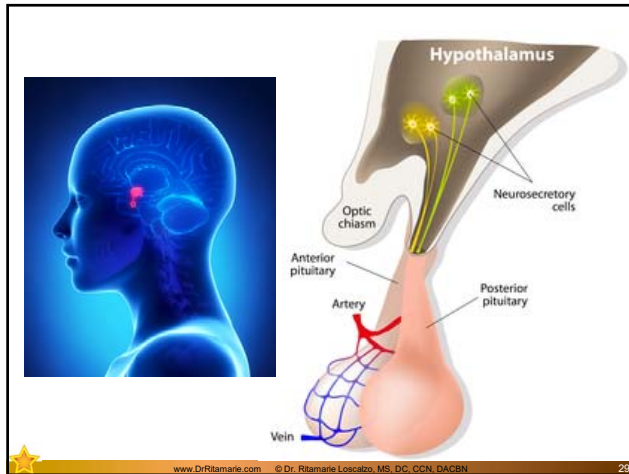 Hypothalamus
Neurosecretory
cells
Optic
chiasm
Anterior
pituitary
Artery
Posterior
pituitary
Vein
www.DrRitamarie.com © Dr. Ritamarie Loscalzo, MS, DC, CCN, DACBN
29